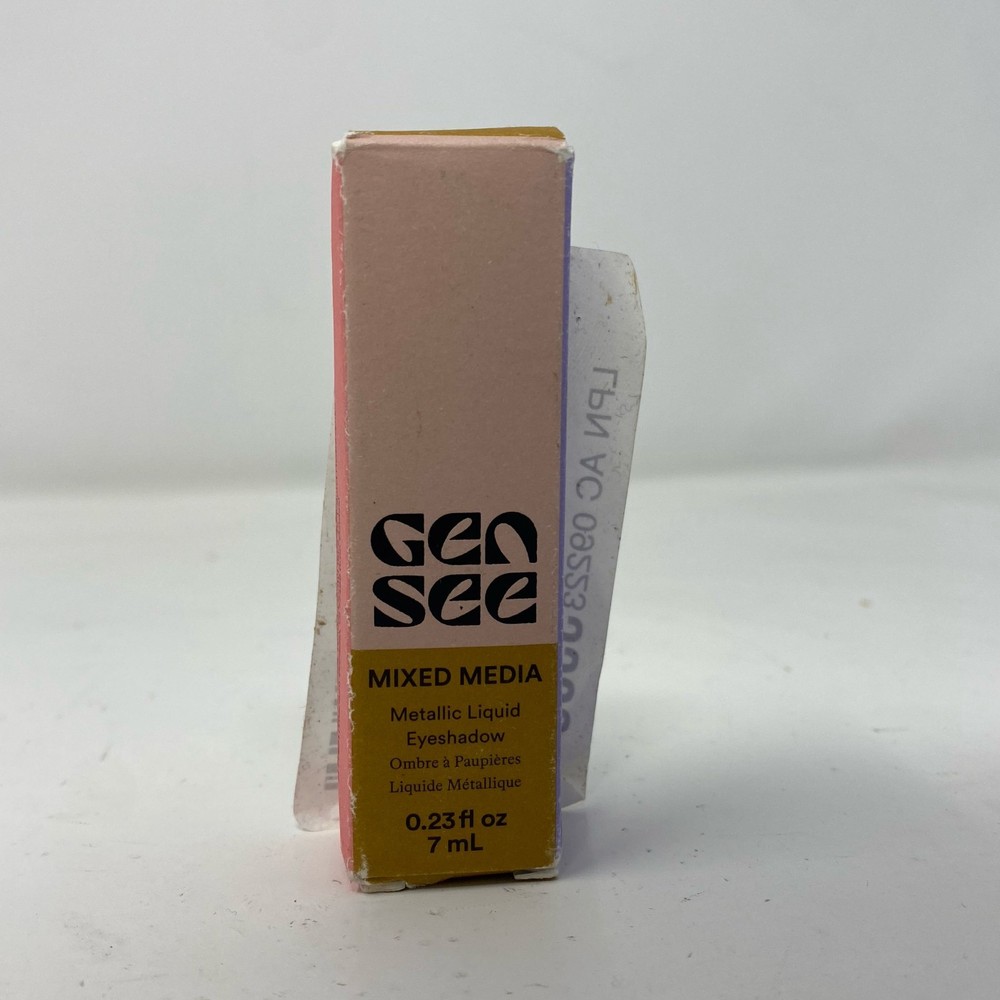 Gen
See
MIXED MEDIA
Metallic Liquid
Eyeshadow
Ombre à Paupières
Liquide Métallique
0.23 fl oz
7 mL
LPN AC 09223